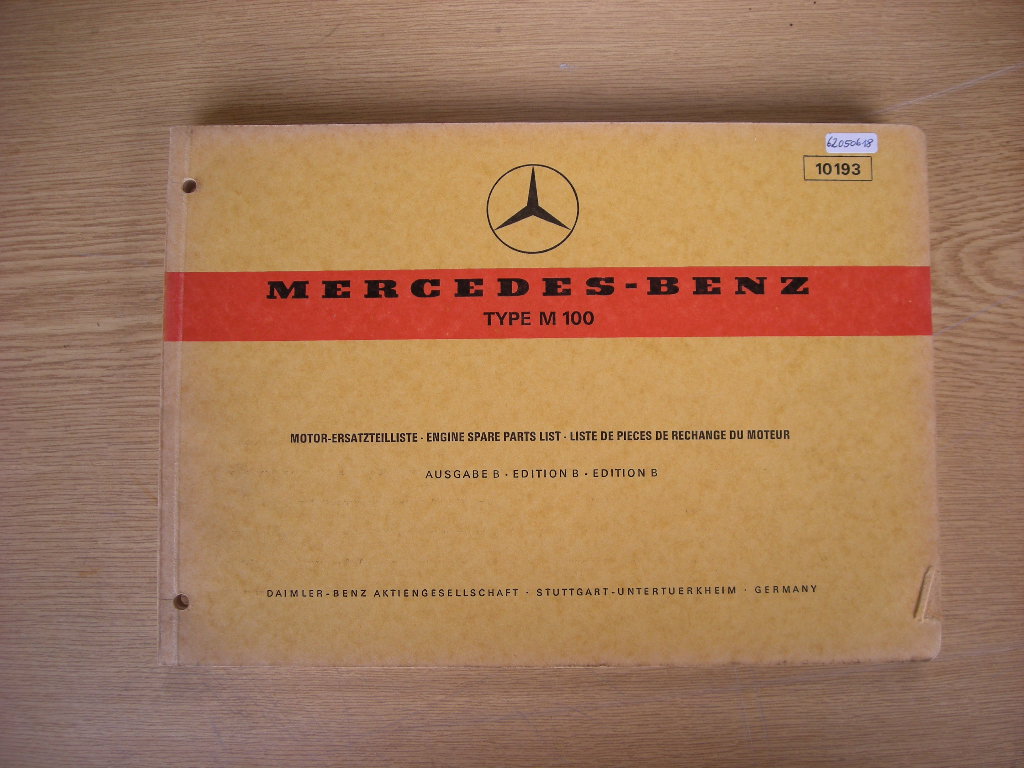 62050618
10193
MERCEDES-BENZ
TYPE M 100
MOTOR-ERSATZTEILLISTE · ENGINE SPARE PARTS LIST · LISTE DE PIECES DE RECHANGE DU MOTEUR
AUSGABE B · EDITION B · EDITION B
DAIMLER-BENZ AKTIENGESELLSCHAFT · STUTTGART-UNTERTUERKHEIM · GERMANY